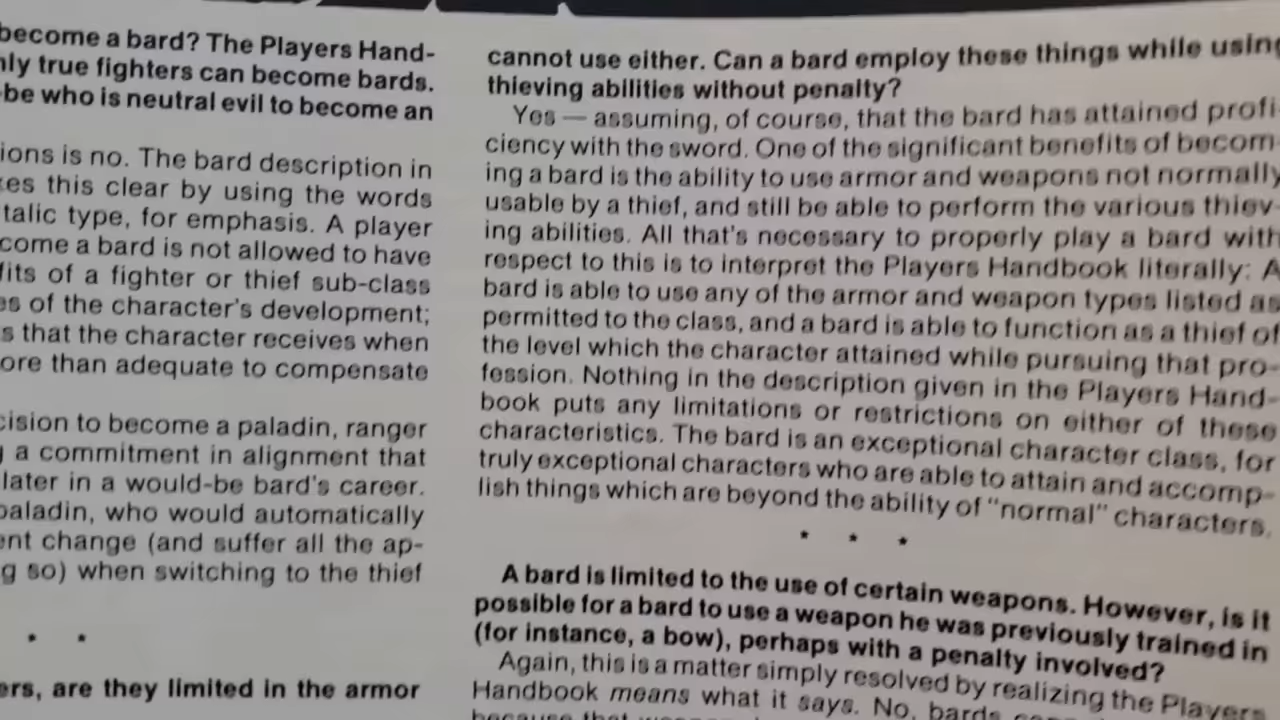 become a bard? The Players Hand-
only true fighters can become bards.
-be who is neutral evil to become an
ions is no. The bard description in
this clear by using the words
talic type, for emphasis. A player
come a bard is not allowed to have
fits of a fighter or thief sub-class
of the character's development;
s that the character receives when
ore than adequate to compensate
cision to become a paladin, ranger
a commitment in alignment that
later in a would-be bard's career.
paladin, who would automatically
ent change (and suffer all the ap-
g so) when switching to the thief
* *
ers, are they limited in the armor
cannot use either. Can a bard employ these things while using
thieving abilities without penalty?
Yes — assuming, of course, that the bard has attained profi-
ciency with the sword. One of the significant benefits of becom-
ing a bard is the ability to use armor and weapons not normally
usable by a thief, and still be able to perform the various thiev-
ing abilities. All that's necessary to properly play a bard with
respect to this is to interpret the Players Handbook literally: A
bard is able to use any of the armor and weapon types listed as
permitted to the class, and a bard is able to function as a thief of
the level which the character attained while pursuing that pro-
fession. Nothing in the description given in the Players Hand-
book puts any limitations or restrictions on either of these
characteristics. The bard is an exceptional character class, for
truly exceptional characters who are able to attain and accomp-
lish things which are beyond the ability of "normal" characters.
* * *
A bard is limited to the use of certain weapons. However, is it
possible for a bard to use a weapon he was previously trained in
(for instance, a bow), perhaps with a penalty involved?
Again, this is a matter simply resolved by realizing the Players
Handbook means what it says. No, bards
because that